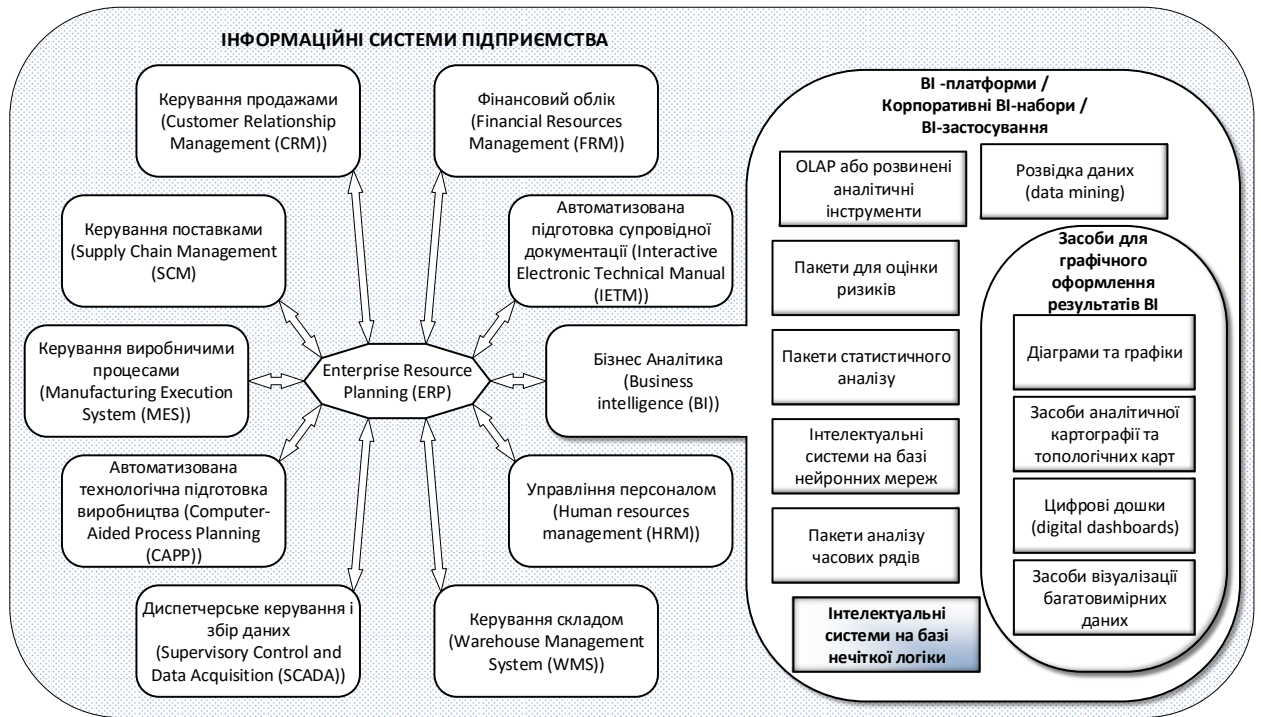 ІНФОРМАЦІЙНІ СИСТЕМИ ПІДПРИЄМСТВА
Керування продажами
(Customer Relationship
Management (CRM))
Фінансовий облік
(Financial Resources
Management (FRM))
Керування поставками
(Supply Chain Management
(SCM)
Автоматизована
підготовка супровідної
документації (Interactive
Electronic Technical Manual
(IETM))
Керування виробничими
процесами
(Manufacturing Execution
System (MES))
Enterprise Resource
Planning (ERP)
Бізнес Аналітика
(Business
intelligence (BI))
Автоматизована
технологічна підготовка
виробництва (Computer-
Aided Process Planning
(CAPP))
Управління персоналом
(Human resources
management (HRM))
Диспетчерське керування і
збір даних
(Supervisory Control and
Data Acquisition (SCADA))
Керування складом
(Warehouse Management
System (WMS))
BI -платформи /
Корпоративні BI-набори /
BI-застосування
OLAP або розвинені
аналітичні
інструменти
Розвідка даних
(data mining)
Пакети для оцінки
ризиків
Пакети статистичного
аналізу
Інтелектуальні
системи на базі
нейронних мереж
Пакети аналізу
часових рядів
Інтелектуальні
системи на базі
нечіткої логіки
Засоби для
графічного
оформлення
результатів BI
Діаграми та графіки
Засоби аналітичної
картографії та
топологічних карт
Цифрові дошки
(digital dashboards)
Засоби візуалізації
багатовимірних
даних